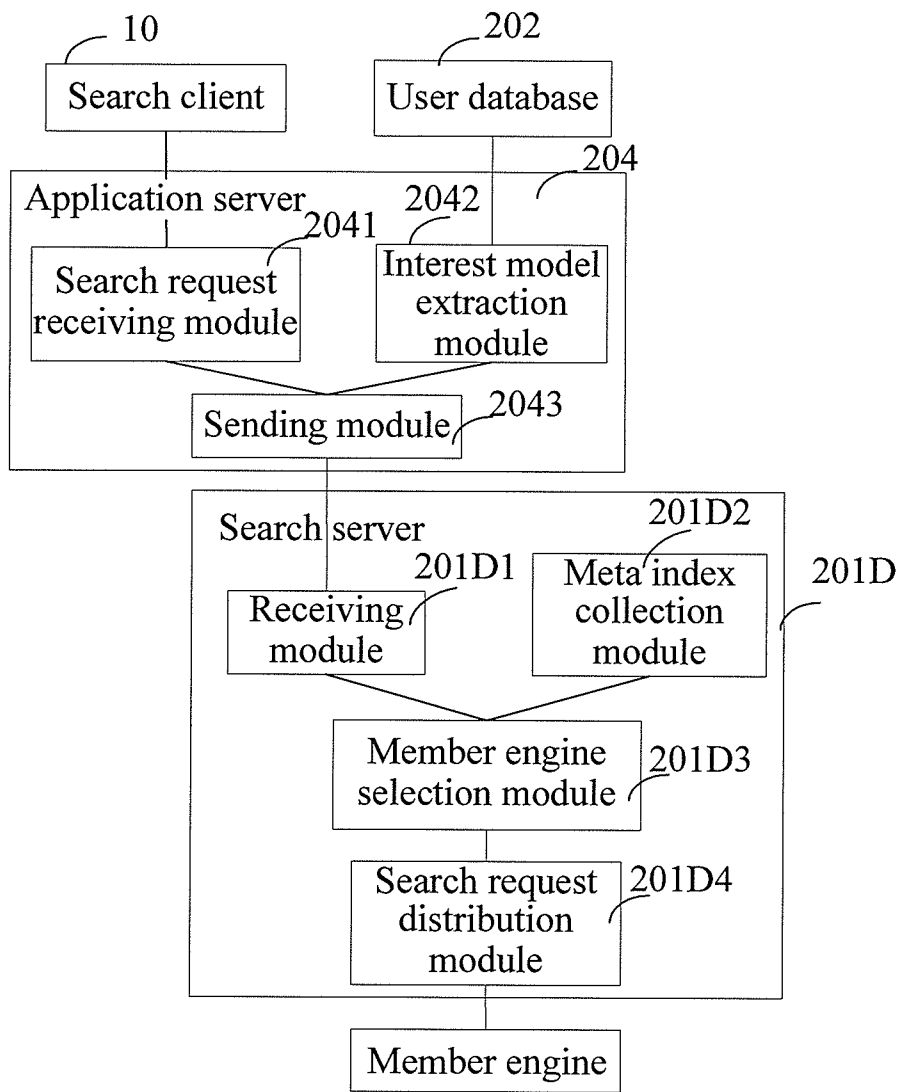 10
202
Search client
User database
204
Application server
2042
2041
Search request
receiving module
Interest model
extraction
module
2043
Sending module
Search server
201D2
201D1
Meta index
collection
module
201D
Receiving
module
Member engine
selection module
201D3
Search request
distribution
module
201D4
Member engine